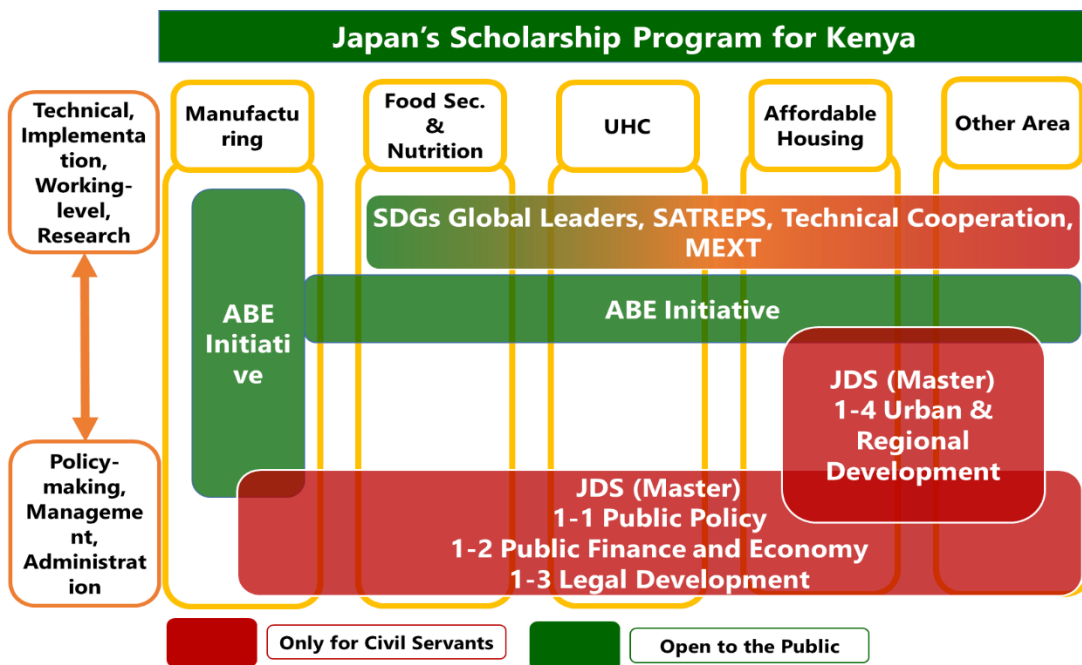 Japan's Scholarship Program for Kenya
Technical,
Implementa
tion,
Working-
level,
Research
Manufactu
ring
Food Sec.
&
Nutrition
UHC
Affordable
Housing
Other Area
SDGs Global Leaders, SATREPS, Technical Cooperation,
MEXT
ABE
Initiati
ve
ABE Initiative
JDS (Master)
1-4 Urban &
Regional
Development
Policy-
making,
Manageme
nt,
Administrat
ion
JDS (Master)
1-1 Public Policy
1-2 Public Finance and Economy
1-3 Legal Development
Only for Civil Servants
Open to the Public